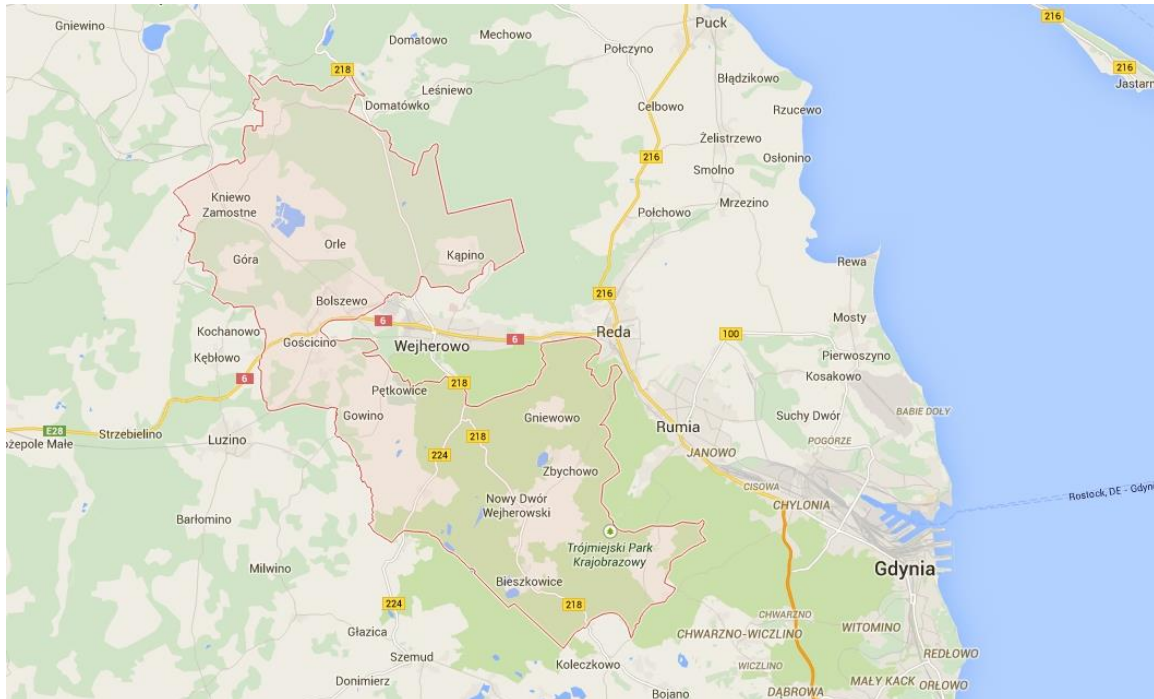 Gniewino
Domatowo
Mechowo
Puck
216
216
Jastarn
218
Leśniewo
Domatówko
Połczyno
Błądzikowo
Celbowo
Rzucewo
216
Żelistrzewo
Osłonino
Smolno
Mrzezino
Połchowo
Kniewo
Zamostne
Orle
Góra
Kąpino
Rewa
Bolszewo
216
Mosty
Kochanowo
6
6
Reda
100
Gościcino
Wejherowo
Pierwoszyno
Kębłowo
6
218
Kosakowo
Pętkowice
BABIE DOŁY
Gowino
Gniewowo
Suchy Dwór
E28
ożepole Małe
Strzebielino
Luzino
218
Rumia
POGÓRZE
JANOWO
224
Zbychowo
CISOWA
Rostock, DE - Gdyn
Nowy Dwór
Wejherowski
CHYLONIA
Barłomino
Trójmiejski Park
Krajobrazowy
Gdynia
Milwino
Bieszkowice
224
218
CHWARZNO
Głazica
CHWARZNO-WICZLINO
WITOMINO
Szemud
Koleczkowo
REDŁOWO
WICZLINO
Donimierz
MAŁY KACK
ORŁOWO
Bojano
DĄBROWA